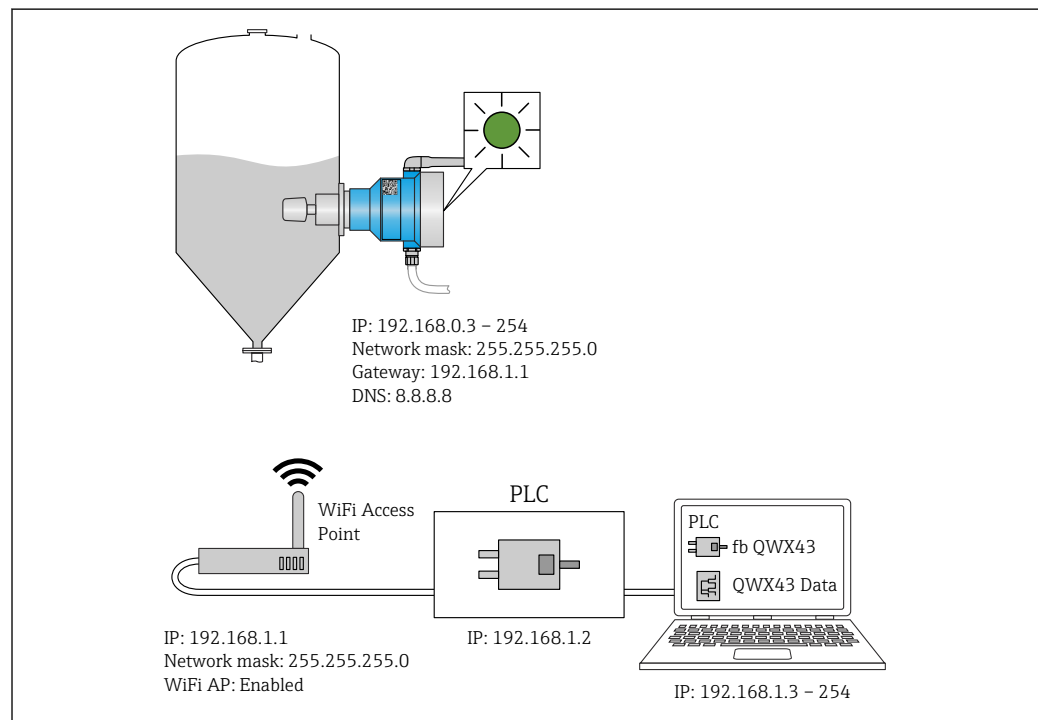 IP: 192.168.0.3 – 254
Network mask: 255.255.255.0
Gateway: 192.168.1.1
DNS: 8.8.8.8
WiFi Access
Point
PLC
PLC
fb QWX43
QWX43 Data
IP: 192.168.1.1
Network mask: 255.255.255.0
WiFi AP: Enabled
IP: 192.168.1.2
IP: 192.168.1.3 – 254